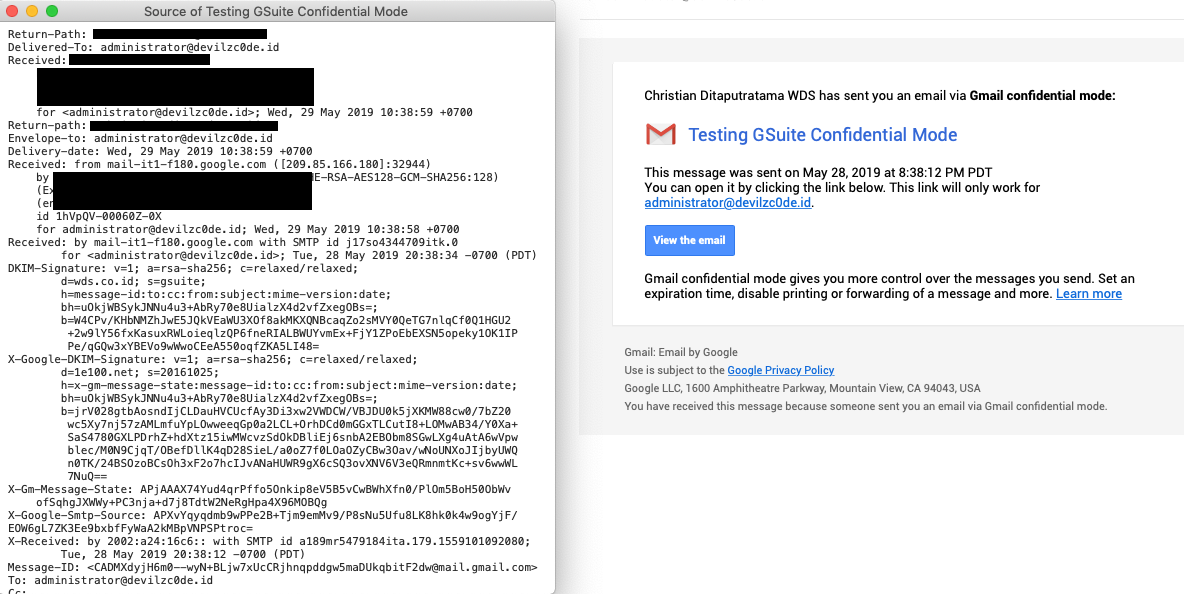 Source of Testing GSuite Confidential Mode
Return-Path:
Delivered-To: administrator@devilzc0de.id
Received:
for <administrator@devilzc0de.id>; Wed, 29 May 2019 10:38:59 +0700
Return-path:
Envelope-to: administrator@devilzc0de.id
Delivery-date: Wed, 29 May 2019 10:38:59 +0700
Received: from mail-it1-f180.google.com ([209.85.166.180]:32944)
by HE-RSA-AES128-GCM-SHA256:128)
(Ex
(en
id 1hVpQV-00060Z-0X
for administrator@devilzc0de.id; Wed, 29 May 2019 10:38:58 +0700
Received: by mail-it1-f180.google.com with SMTP id j17so4344709itk.0
for <administrator@devilzc0de.id>; Tue, 28 May 2019 20:38:34 -0700 (PDT)
DKIM-Signature: v=1; a=rsa-sha256; c=relaxed/relaxed;
d=wds.co.id; s=gsuite;
h=message-id:to:cc:from:subject:mime-version:date;
bh=uOkjWBSykJNNu4u3+AbRy70e8UialzX4d2vfZxegOBs=;
b=W4CPv/KHbNMZhJwE5JQkVEaWU3XOf8akMKXQNBcaqZo2sMVY0QeTG7nlqCf0Q1HGU2
+2w9lY56fxKasuxRWLoieqlzQP6fneRIALBWUYvmEx+FjY1ZPoEbEXSN5opeky1OK1IP
Pe/qGQw3xYBEVo9wWwoCEeA550oqfZKA5LI48=
X-Google-DKIM-Signature: v=1; a=rsa-sha256; c=relaxed/relaxed;
d=1e100.net; s=20161025;
h=x-gm-message-state:message-id:to:cc:from:subject:mime-version:date;
bh=uOkjWBSykJNNu4u3+AbRy70e8UialzX4d2vfZxegOBs=;
b=jrV028gtbAosndIjCLDauHVCUcfAy3Di3xw2VWDCW/VBJDU0k5jXKMW88cw0/7bZ20
wc5Xy7nj57zAMLmfuYpLOwweeqGp0a2LCL+OrhDCd0mGGxTLCutI8+LOMwAB34/Y0Xa+
SaS4780GXLPDrhZ+hdXtz15iwMWcvzSdOkDBliEj6snbA2EBObm8SGwLXg4uAtA6wVpw
blec/M0N9CjqT/OBefDllK4qD28SieL/a0oZ7f0LOaOZyCBw3Oav/wNoUNXoJIjbyUWQ
n0TK/24BSOzoBCsOh3xF2o7hcIJvANaHUWR9gX6cSQ3ovXNV6V3eQRmnmtKc+sv6wwWL
7NuQ==
X-Gm-Message-State: APjAAAX74Yud4qrPffo5Onkip8eV5B5vCwBWhXfn0/PlOm5BoH50ObWv
ofSqhgJXWWy+PC3nja+d7j8TdtW2NeRgHpa4X96MOBQg
X-Google-Smtp-Source: APXvYqyqdmb9wPPe2B+Tjm9emMv9/P8sNu5Ufu8LK8hk0k4w9ogYjF/
EOW6gL7ZK3Ee9bxbfFyWaA2kMBpVNPSPtroc=
X-Received: by 2002:a24:16c6:: with SMTP id a189mr5479184ita.179.1559101092080;
Tue, 28 May 2019 20:38:12 -0700 (PDT)
Message-ID: <CADMXdyjH6m0--wyN+BLjw7xUcCRjhnqpddgw5maDUkqbitF2dw@mail.gmail.com>
To: administrator@devilzc0de.id
Cc:
Christian Ditaputratama WDS has sent you an email via Gmail confidential mode:
Testing GSuite Confidential Mode
This message was sent on May 28, 2019 at 8:38:12 PM PDT
You can open it by clicking the link below. This link will only work for
administrator@devilzc0de.id.
View the email
Gmail confidential mode gives you more control over the messages you send. Set an
expiration time, disable printing or forwarding of a message and more. Learn more
Gmail: Email by Google
Use is subject to the Google Privacy Policy
Google LLC, 1600 Amphitheatre Parkway, Mountain View, CA 94043, USA
You have received this message because someone sent you an email via Gmail confidential mode.